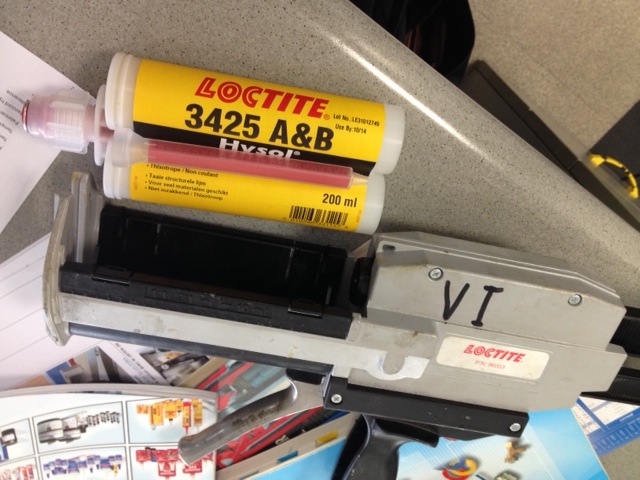 LOCTITE®
3425 A&B
Hysol®
Lot No.: LE31012745
Use By: 10/14
• Thixotrope / Non coulant
• Taaie structurele lijm
• Voor veel materialen geschikt
• Niet inzakkend / Thixotroop
200 ml
VI
LOCTITE